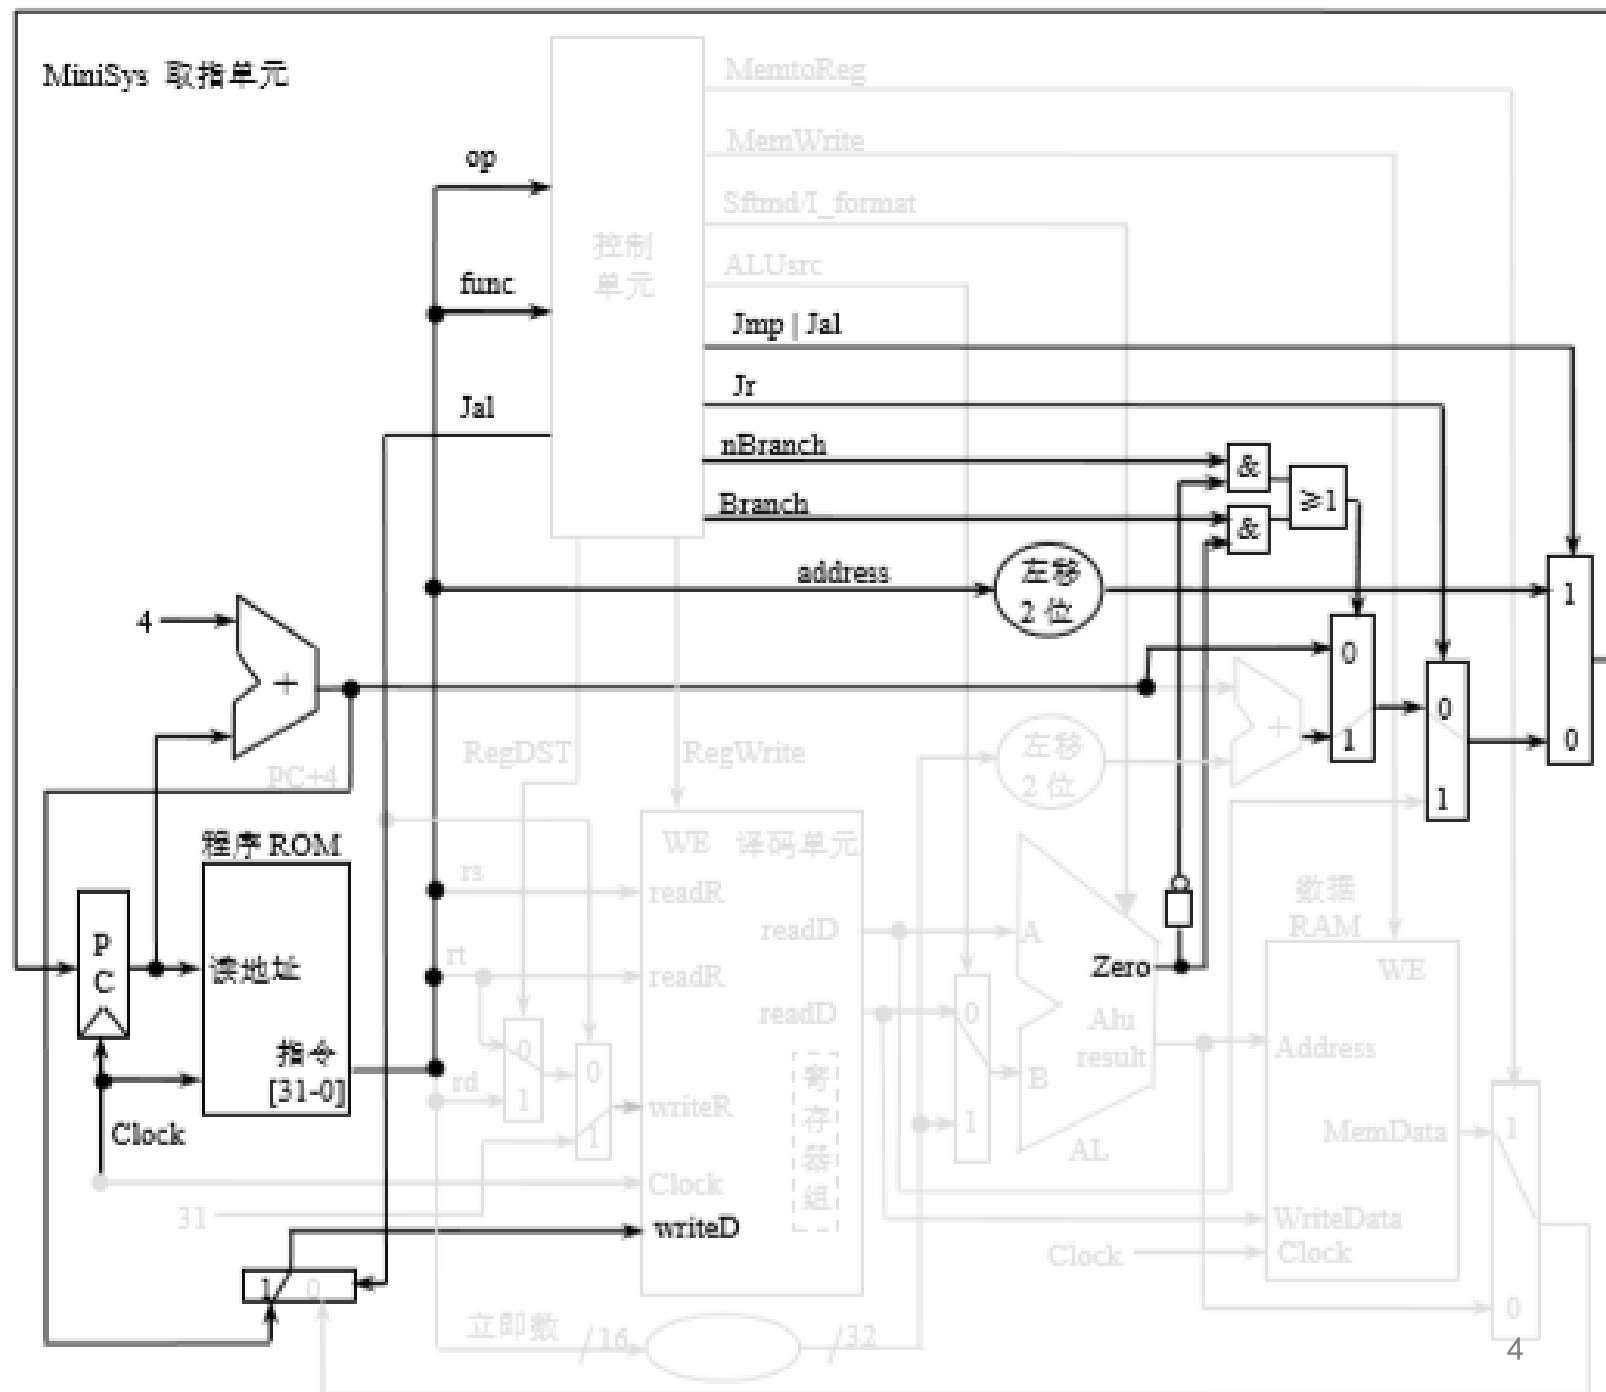 MiniSys 取指单元
MemtoReg
MemWrite
op
Sftmd/I_format
控制
单元
ALUsrc
func
Jmp | Jal
Jr
Jal
nBranch
&
≥1
Branch
&
address
左移
2 位
1
4
0
+
0
+
左移
2 位
1
0
RegDST
RegWrite
PC+4
1
程序 ROM
WE 译码单元
rs
readR
数据
RAM
P
C
readD
A
rt
读地址
readR
Zero
WE
readD
0
Alu
result
指令
[31-0]
0
0
Address
rd
1
B
寄
存
器
组
writeR
1
1
MemData
1
Clock
AL
Clock
31
writeD
WriteData
Clock
Clock
1
0
立即数
/16
/32
0
4